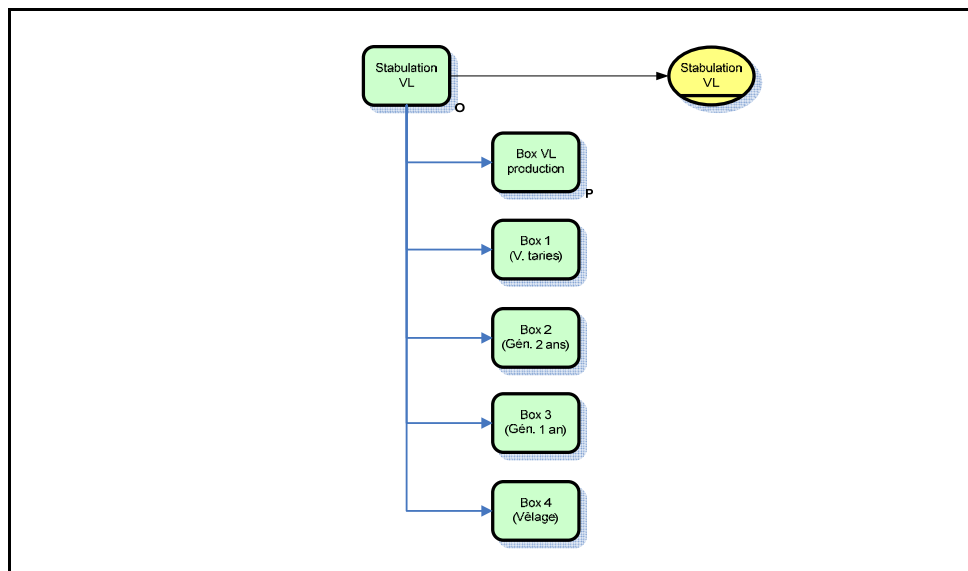 Stabulation
VL
O
Stabulation
VL
Box VL
production
P
Box 1
(V. taries)
Box 2
(Gén. 2 ans)
Box 3
(Gén. 1 an)
Box 4
(Vêlage)